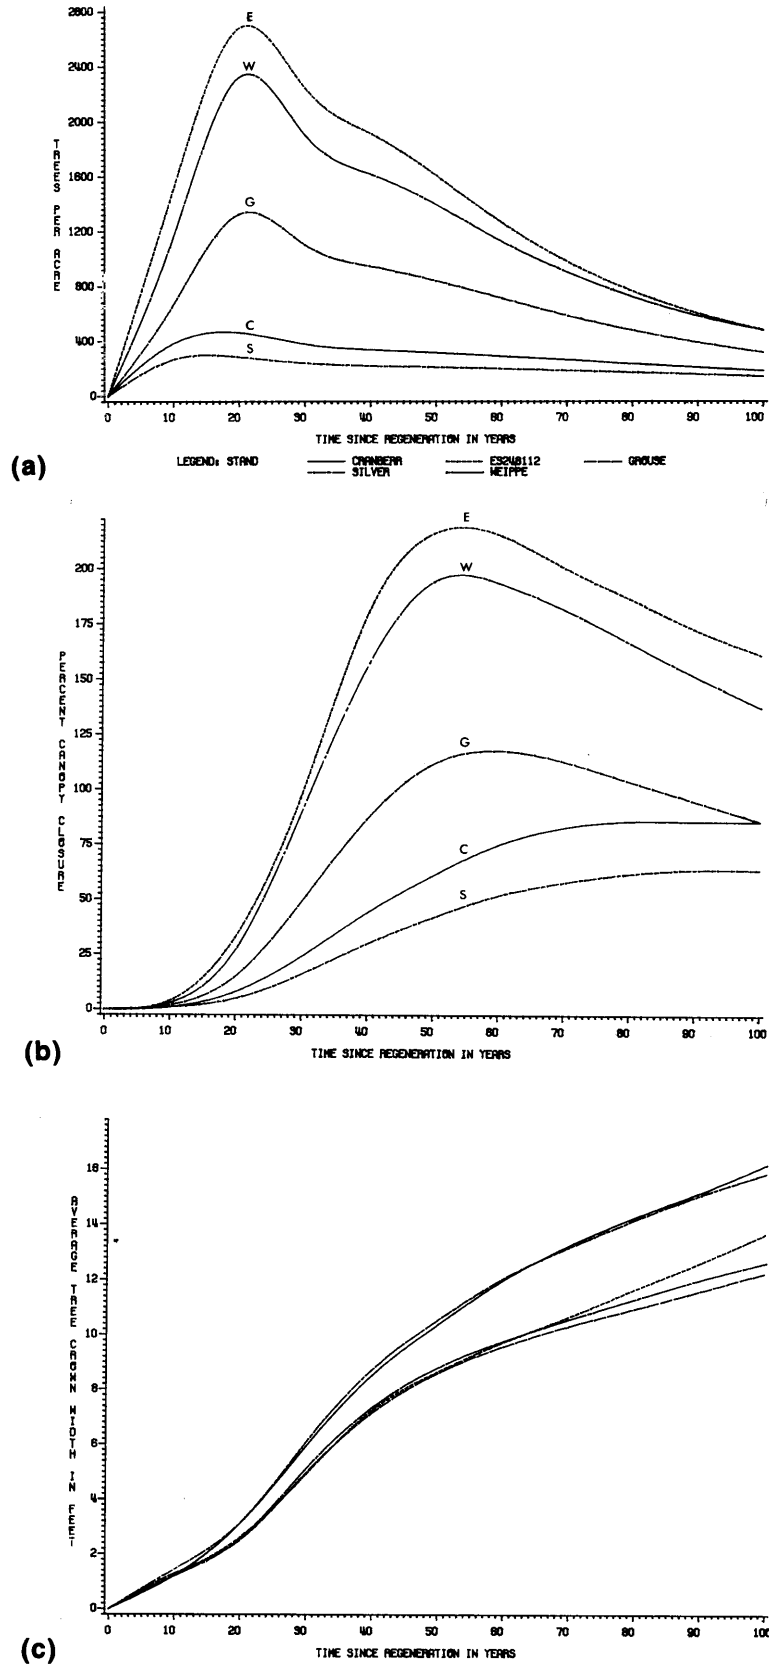 2800
E
2400
W
2000
TREES PER ACRE
1600
G
1200
800
C
400
S
0
0 10 20 30 40 50 60 70 80 90 100
TIME SINCE REGENERATION IN YEARS
(a)
LEGEND: STAND CRANBERR ES248112 GROUSE
SILVER WEIPPE
E
200
W
175
PERCENT CANOPY CLOSURE
150
125
G
100
75
C
50
S
25
0
0 10 20 30 40 50 60 70 80 90 100
TIME SINCE REGENERATION IN YEARS
(b)
16
AVERAGE TREE CROWN WIDTH IN FEET
14
12
10
8
6
4
2
0
0 10 20 30 40 50 60 70 80 90 100
TIME SINCE REGENERATION IN YEARS
(c)